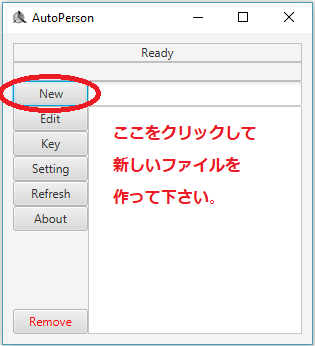 AutoPerson
Ready
New
Edit
Key
Setting
Refresh
About
Remove
ここをクリックして
新しいファイルを
作って下さい。